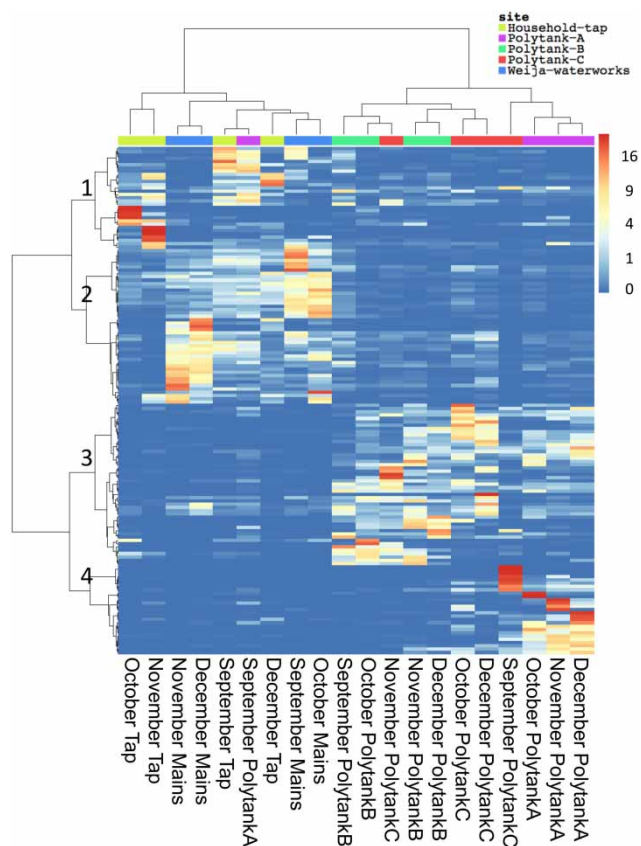 site
Household-tap
Polytank-A
Polytank-B
Polytank-C
Weija-waterworks
16
9
4
1
0
1
2
3
4
October Tap
November Tap
November Mains
December Mains
September Tap
September PolytankA
December Tap
September Mains
October Mains
September PolytankB
October PolytankB
November PolytankC
November PolytankB
December PolytankB
October PolytankC
December PolytankC
September PolytankC
October PolytankA
November PolytankA
December PolytankA